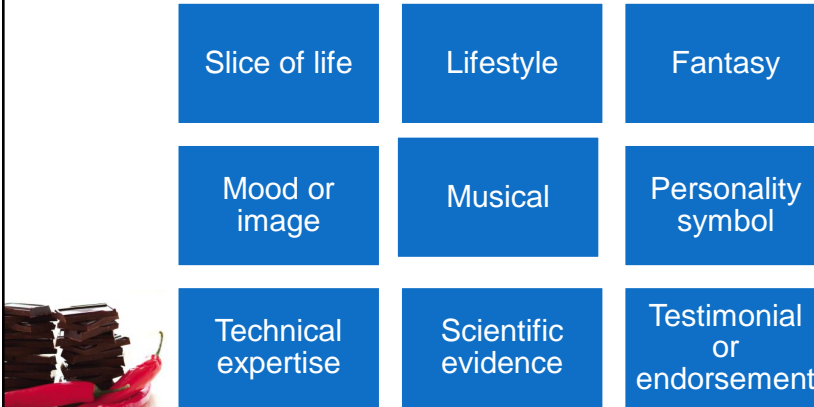 Slice of life
Lifestyle
Fantasy
Mood or
image
Musical
Personality
symbol
Technical
expertise
Scientific
evidence
Testimonial
or
endorsement